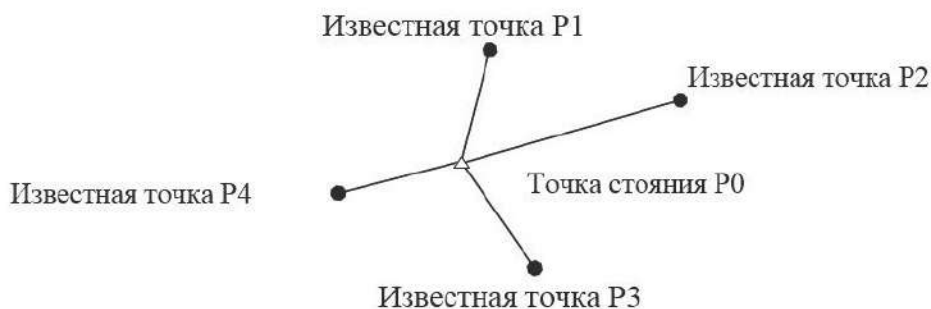 Известная точка P1
Известная точка P2
Точка стояния P0
Известная точка P4
Известная точка P3